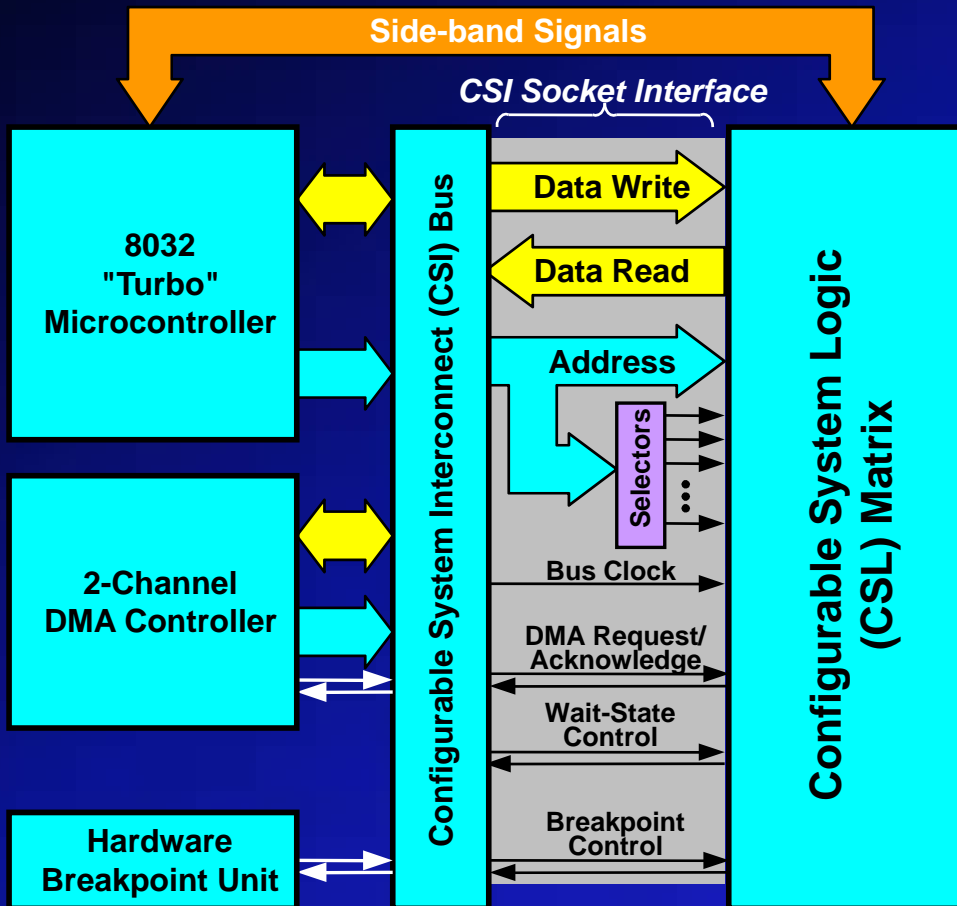 Side-band Signals
CSI Socket Interface
8032
"Turbo"
Microcontroller
2-Channel
DMA Controller
Hardware
Breakpoint Unit
Configurable System Interconnect (CSI) Bus
Data Write
Data Read
Address
Selectors
Bus Clock
DMA Request/
Acknowledge
Wait-State
Control
Breakpoint
Control
Configurable System Logic
(CSL) Matrix